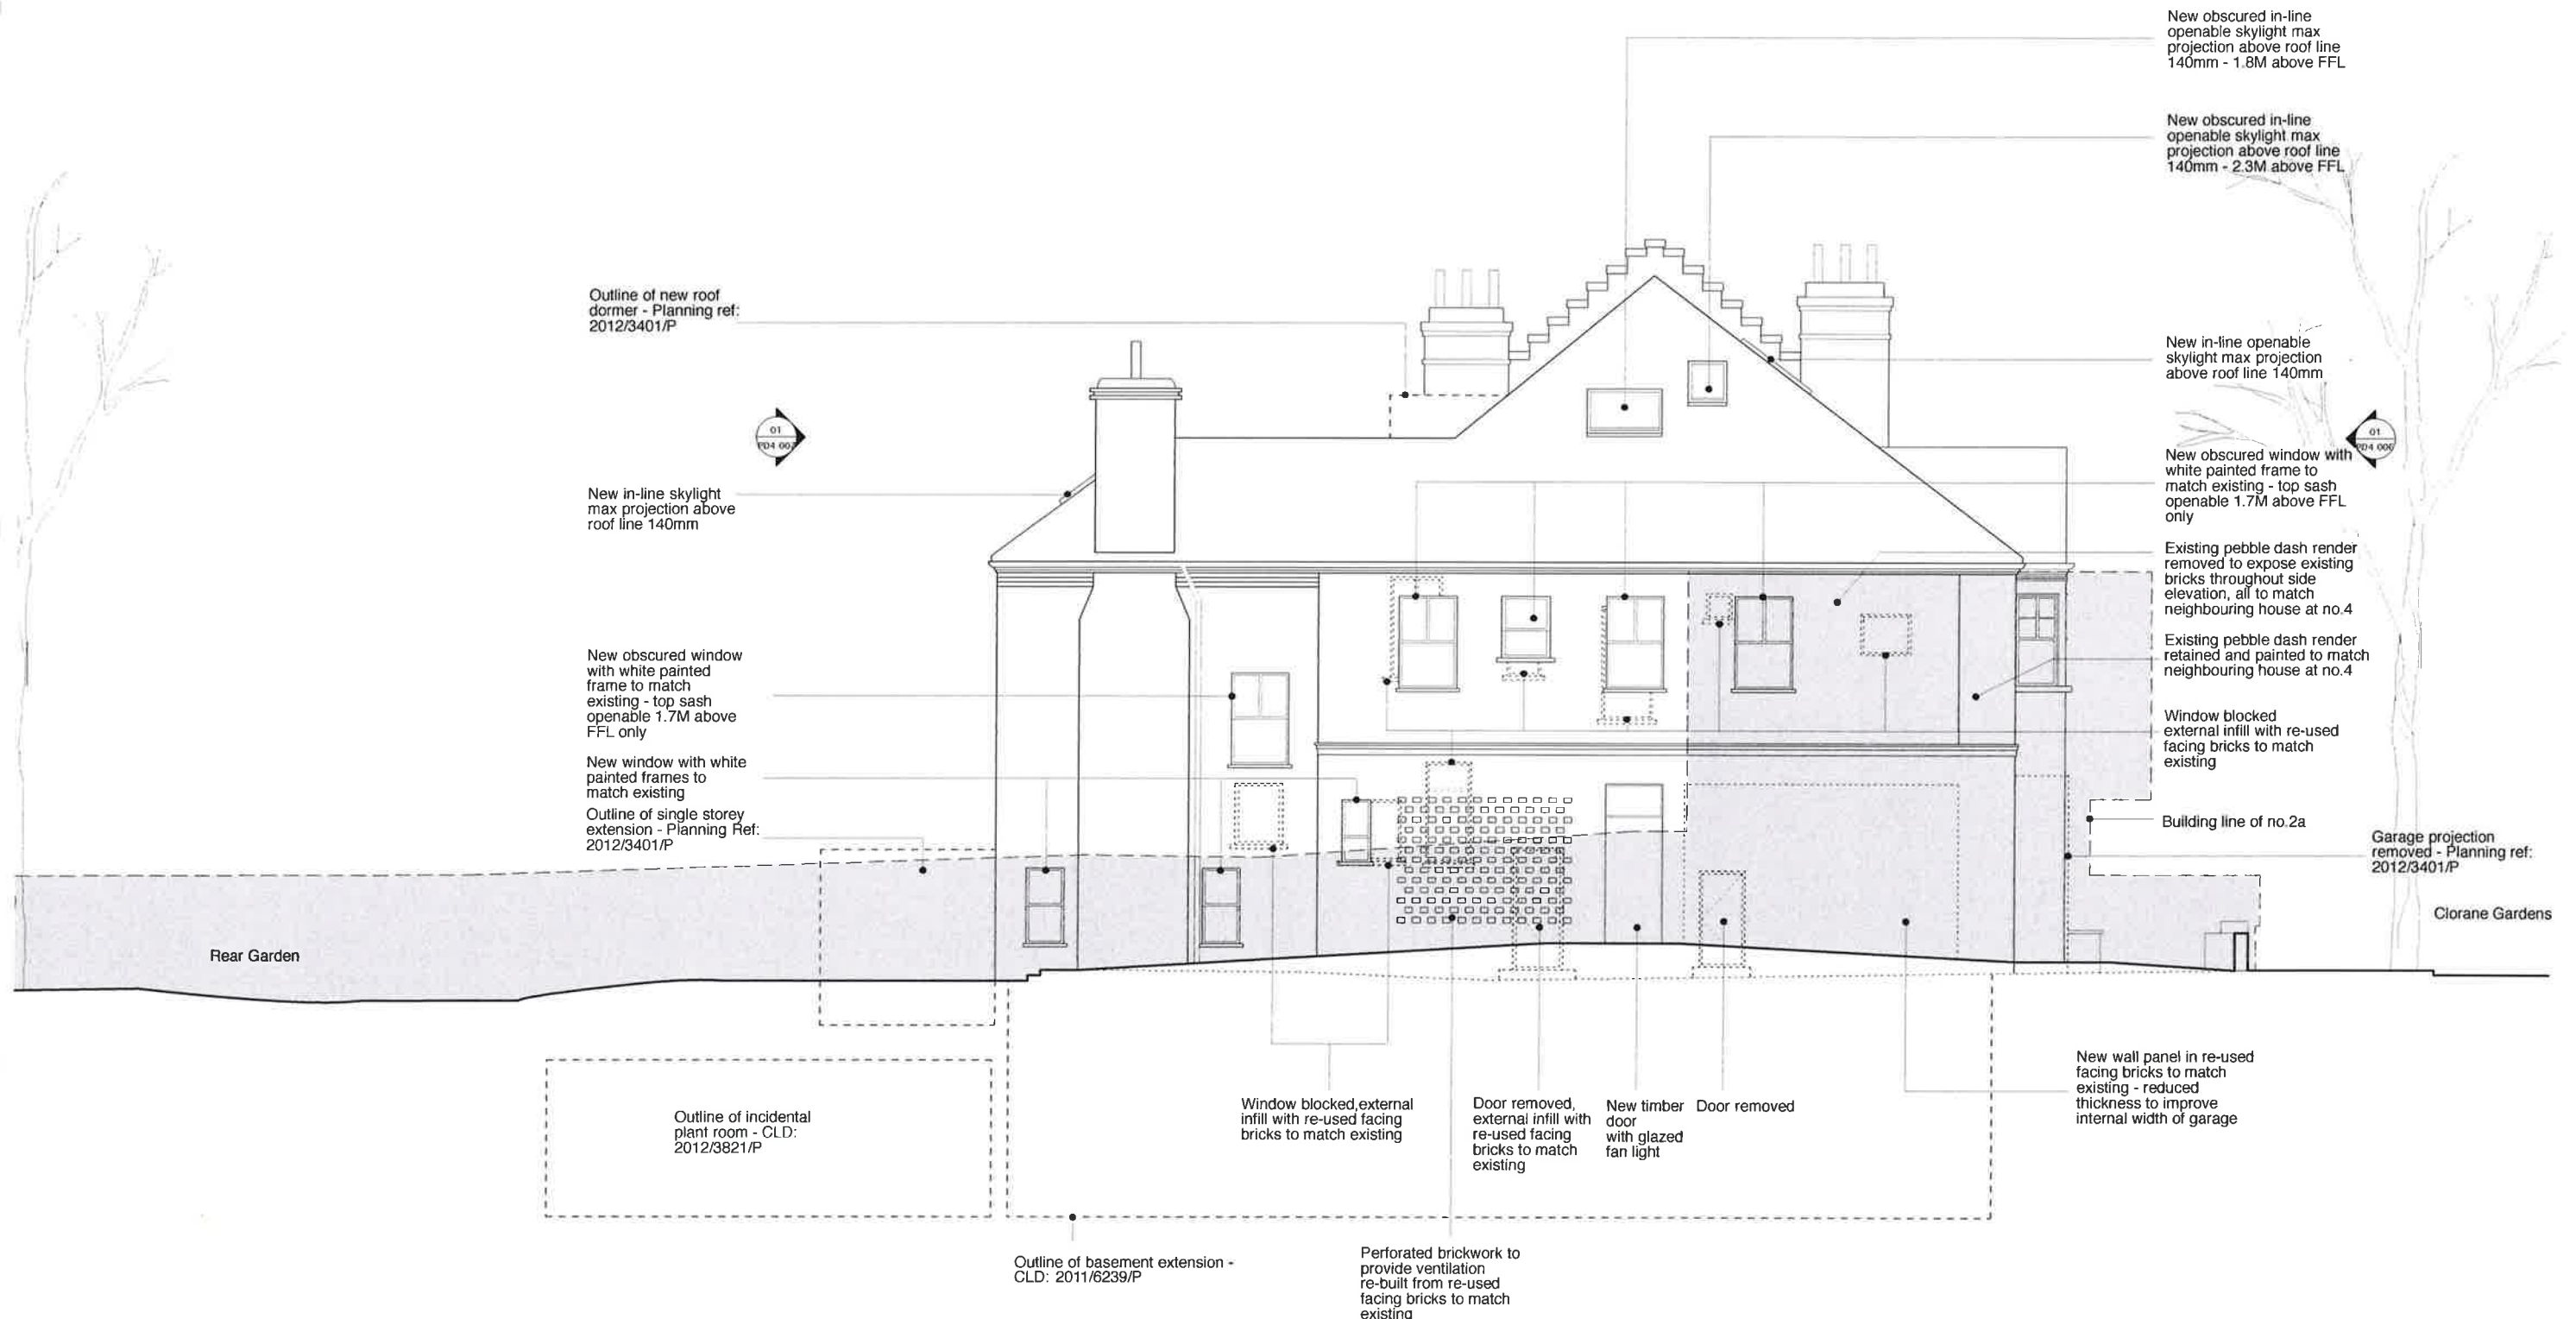 New obscured in-line
openable skylight max
projection above roof line
140mm - 1.8M above FFL
New obscured in-line
openable skylight max
projection above roof line
140mm - 2.3M above FFL
Outline of new roof
dormer - Planning ref:
2012/3401/P
New in-line openable
skylight max projection
above roof line 140mm
01
PD4 007
01
PD4 006
New obscured window with
white painted frame to
match existing - top sash
openable 1.7M above FFL
only
New in-line skylight
max projection above
roof line 140mm
Existing pebble dash render
removed to expose existing
bricks throughout side
elevation, all to match
neighbouring house at no.4
Existing pebble dash render
retained and painted to match
neighbouring house at no.4
New obscured window
with white painted
frame to match
existing - top sash
openable 1.7M above
FFL only
Window blocked
external infill with re-used
facing bricks to match
existing
New window with white
painted frames to
match existing
Outline of single storey
extension - Planning Ref:
2012/3401/P
Building line of no.2a
Garage projection
removed - Planning ref:
2012/3401/P
Clorane Gardens
Rear Garden
New wall panel in re-used
facing bricks to match
existing - reduced
thickness to improve
internal width of garage
Outline of incidental
plant room - CLD:
2012/3821/P
Window blocked,external
infill with re-used facing
bricks to match existing
Door removed,
external infill with
re-used facing
bricks to match
existing
New timber
door
with glazed
fan light
Door removed
Outline of basement extension -
CLD: 2011/6239/P
Perforated brickwork to
provide ventilation
re-built from re-used
facing bricks to match
existing